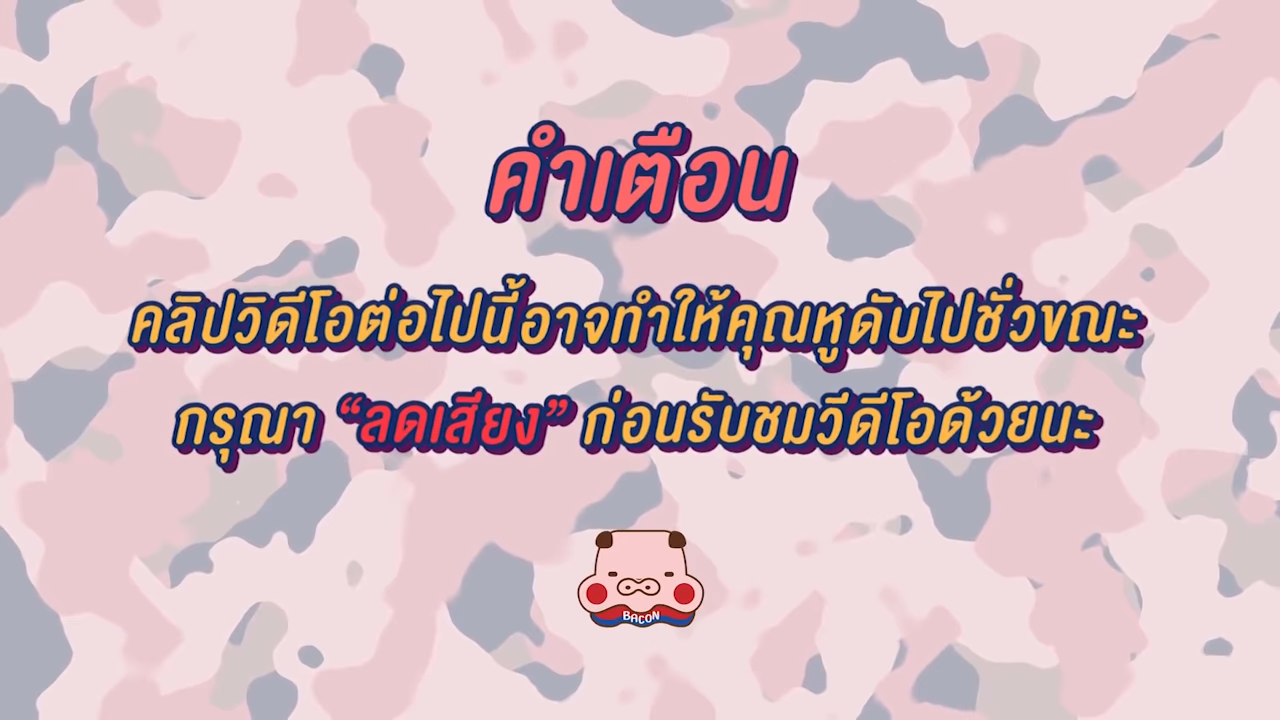 คำเตือน
คลิปวิดีโอต่อไปนี้อาจทำให้คุณหูดับไปชั่วขณะ
กรุณา “ลดเสียง” ก่อนรับชมวีดีโอด้วยนะ
BACON